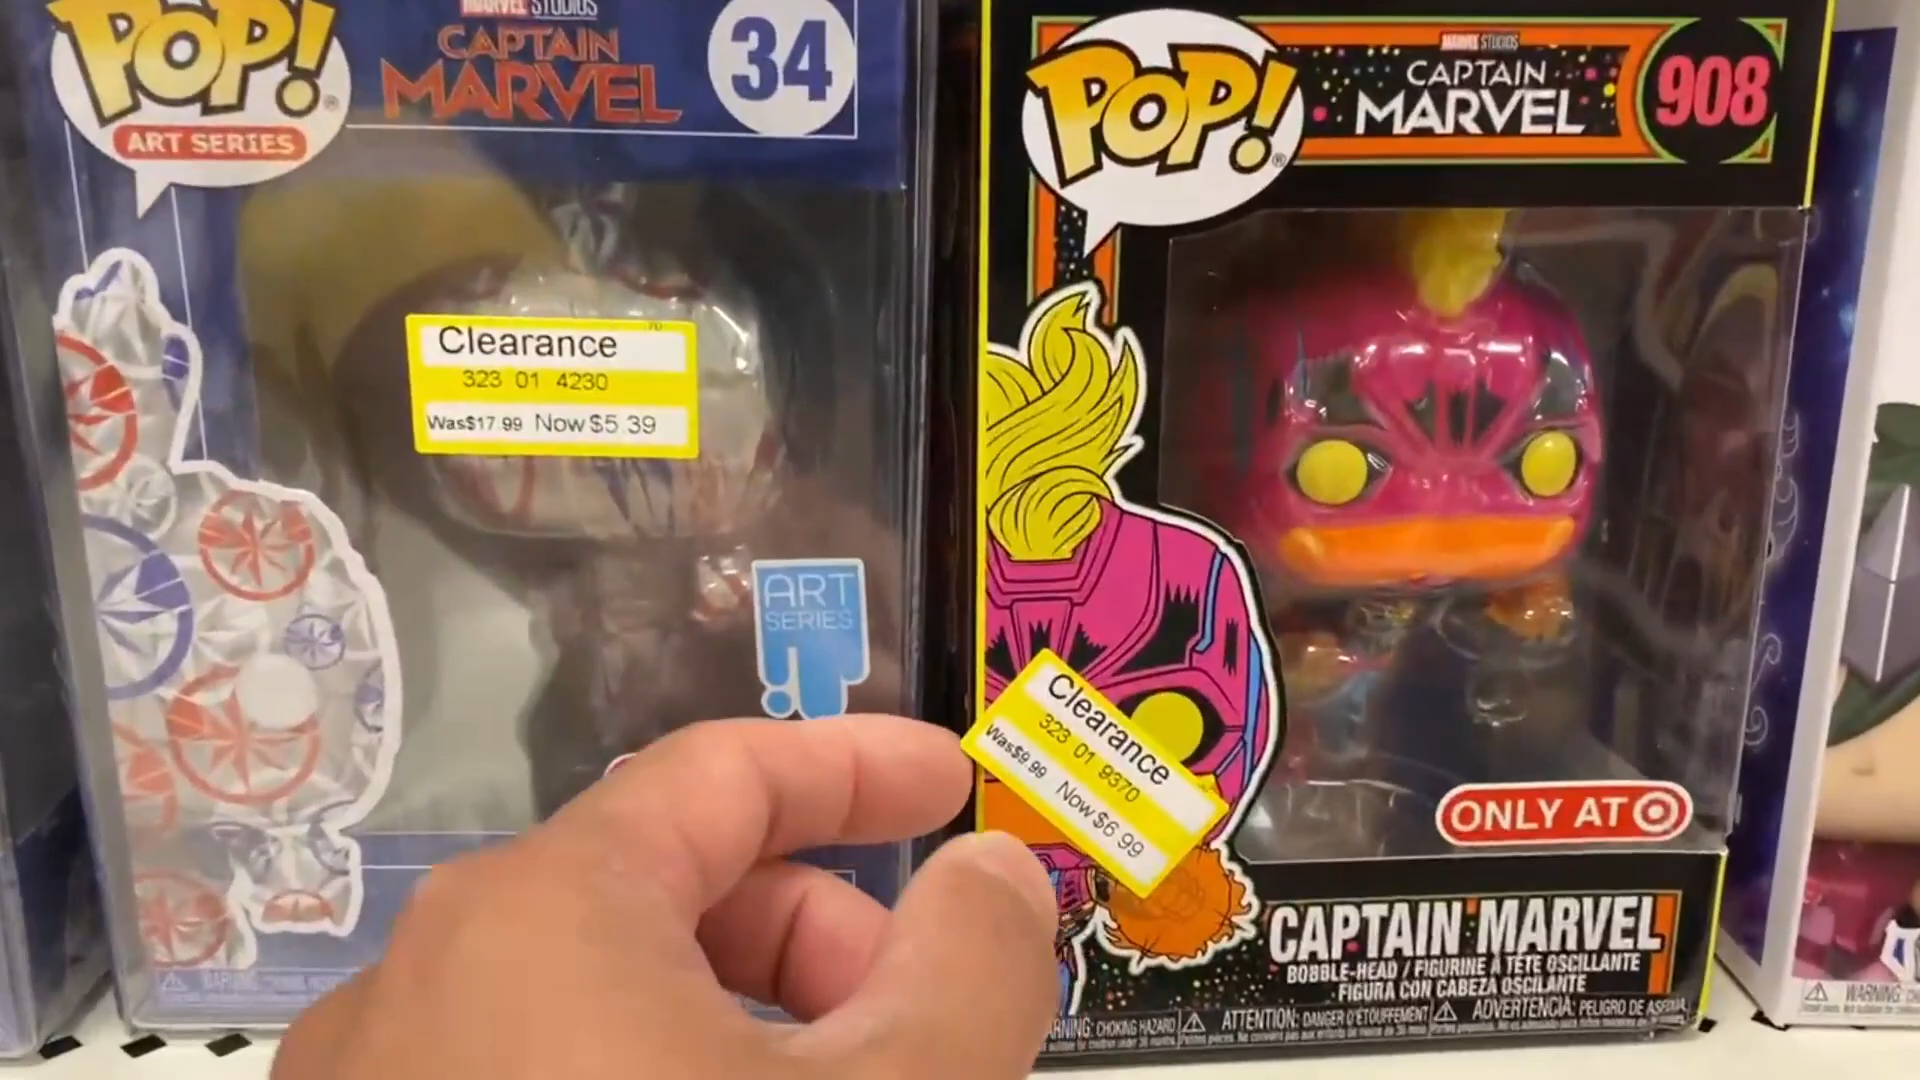 POP!
ART SERIES
MARVEL STUDIOS
CAPTAIN
MARVEL
34
Clearance
323 01 4230
Was$17.99 Now$5.39
ART
SERIES
POP!
MARVEL STUDIOS
CAPTAIN
MARVEL
908
Clearance
323 01 9370
Was$9.99 Now$6.99
ONLY AT
CAPTAIN MARVEL
BOBBLE-HEAD / FIGURINE À TÊTE OSCILLANTE
FIGURA CON CABEZA OSCILANTE
ARNING: CHOKING HAZARD ATTENTION: DANGER D'ÉTOUFFEMENT ADVERTENCIA: PELIGRO DE ASFIXIA
WARNING: